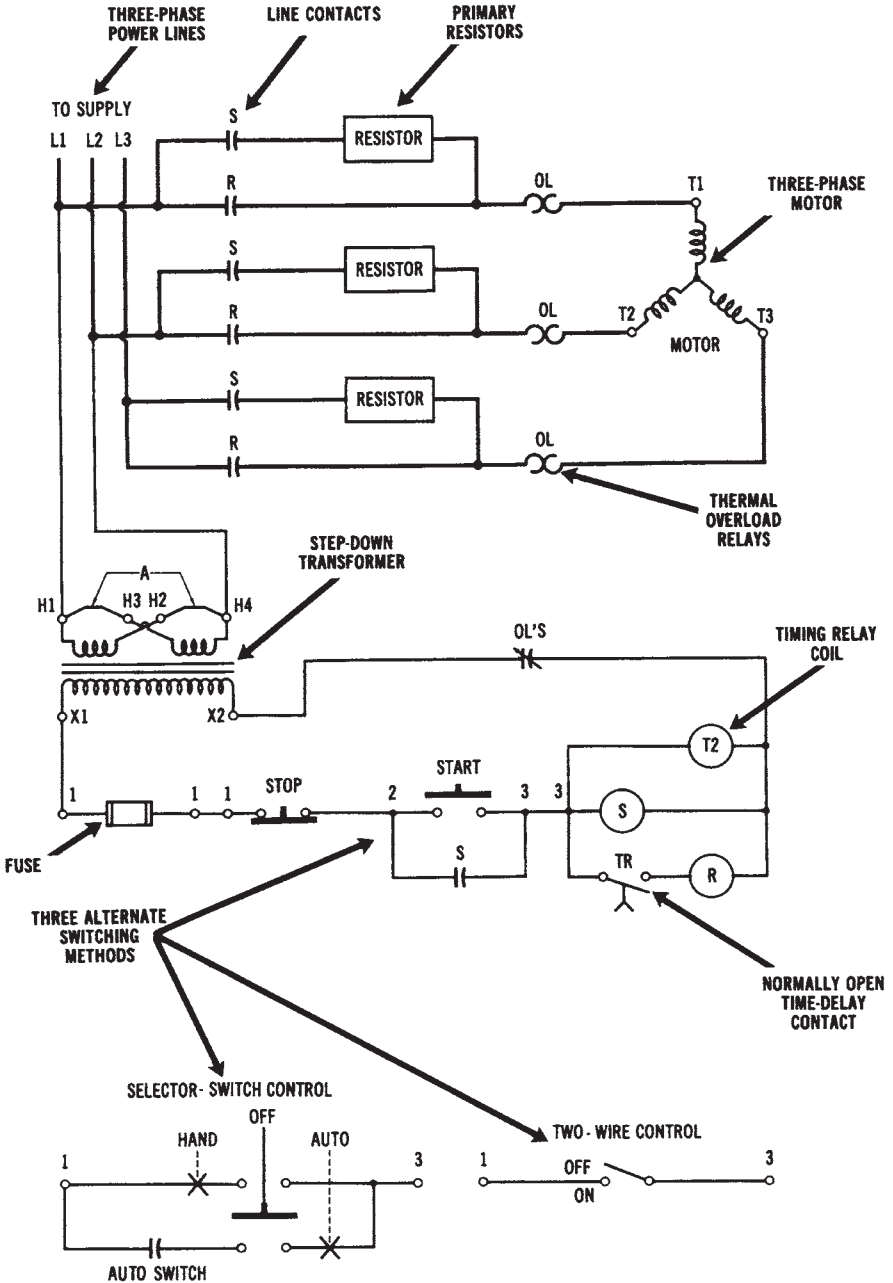 THREE-PHASE
POWER LINES
LINE CONTACTS
PRIMARY
RESISTORS
TO SUPPLY
L1 L2 L3
S
RESISTOR
R
OL
T1
THREE-PHASE
MOTOR
S
RESISTOR
R
OL
T2
T3
MOTOR
S
RESISTOR
R
OL
THERMAL
OVERLOAD
RELAYS
STEP-DOWN
TRANSFORMER
A
H1 H3 H2 H4
OL'S
TIMING RELAY
COIL
X1 X2
T2
1 1 1
STOP
2
START
3 3
S
FUSE
S
TR
R
THREE ALTERNATE
SWITCHING
METHODS
NORMALLY OPEN
TIME-DELAY
CONTACT
SELECTOR-SWITCH CONTROL
OFF
HAND
AUTO
1 3
AUTO SWITCH
TWO-WIRE CONTROL
1
OFF
ON
3